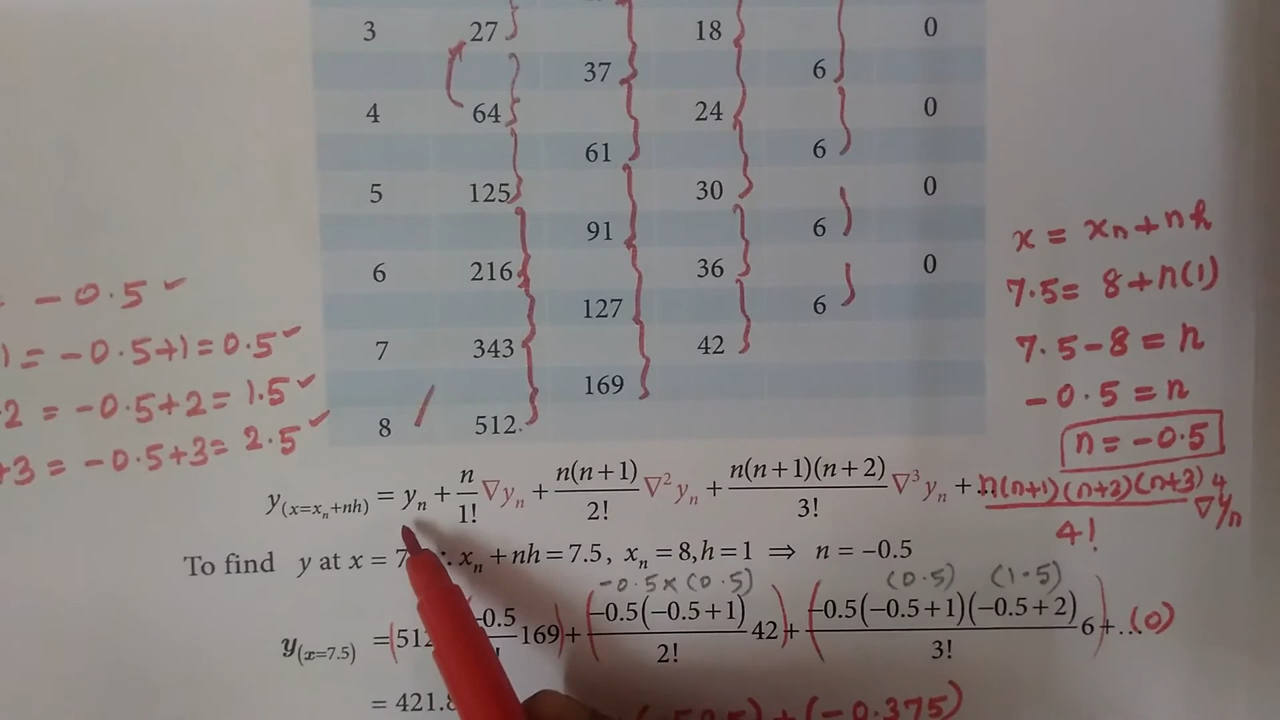 3 27 18 0
37 6
4 64 24 0
61 6
5 125 30 0
91 6
6 216 36 0
127 6
7 343 42
169
8 512.
= -0.5 ✓
1 = -0.5+1 = 0.5 ✓
2 = -0.5+2 = 1.5 ✓
+3 = -0.5+3 = 2.5 ✓
x = xn + nh
7.5 = 8 + n(1)
7.5-8 = n
-0.5 = n
n = -0.5
y(x=xn+nh) = yn + n/1! ∇yn + n(n+1)/2! ∇²yn + n(n+1)(n+2)/3! ∇³yn + ... n(n+1)(n+2)(n+3)/4! ∇⁴yn
To find y at x = 7 ∴ xn + nh = 7.5, xn = 8, h = 1 ⇒ n = -0.5
-0.5 × (0.5) (0.5) (1.5)
y(x=7.5) = (512 -0.5/! 169) + (-0.5(-0.5+1)/2! 42) + (-0.5(-0.5+1)(-0.5+2)/3! 6) + ... (0)
= 421.8 + (-0.375)